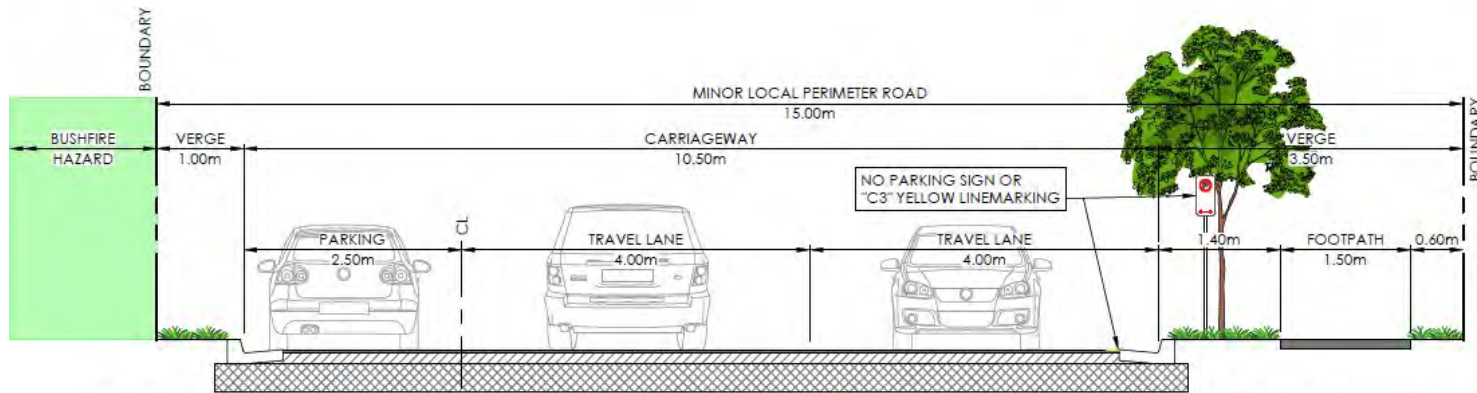 BOUNDARY
MINOR LOCAL PERIMETER ROAD
15.00m
BOUNDARY
BUSHFIRE
HAZARD
VERGE
1.00m
CARRIAGEWAY
10.50m
VERGE
3.50m
NO PARKING SIGN OR
"C3" YELLOW LINEMARKING
CL
PARKING
2.50m
TRAVEL LANE
4.00m
TRAVEL LANE
4.00m
1.40m
FOOTPATH
1.50m
0.60m